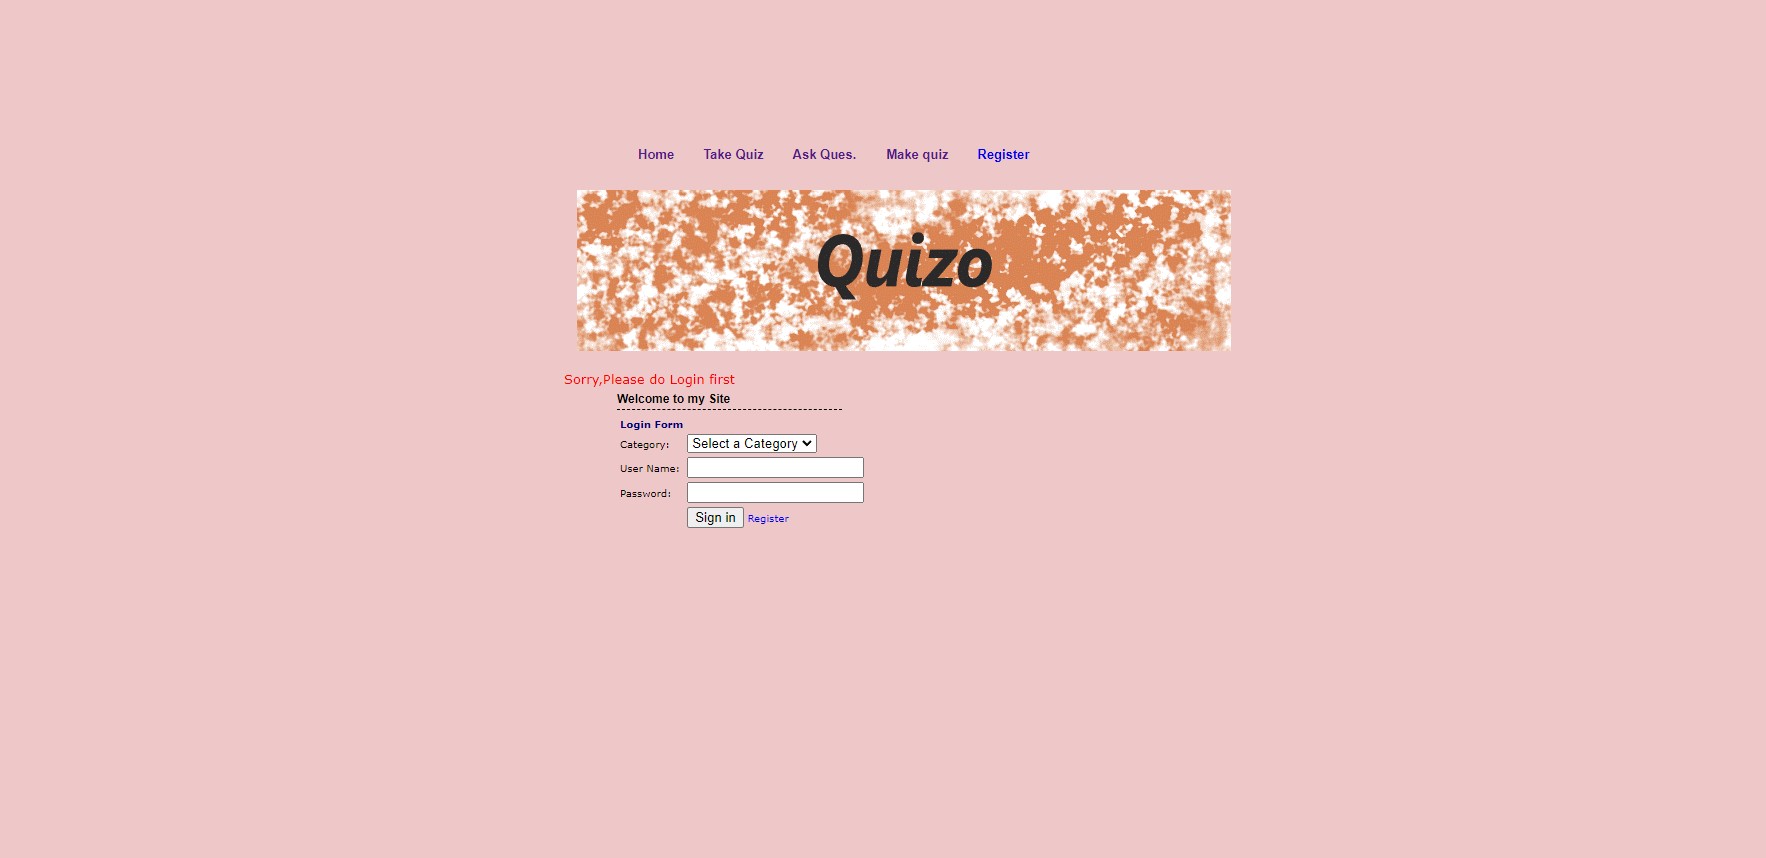 Home Take Quiz Ask Ques. Make quiz Register
Quizo
Sorry,Please do Login first
Welcome to my Site
Login Form
Category: Select a Category
User Name:
Password:
Sign in Register